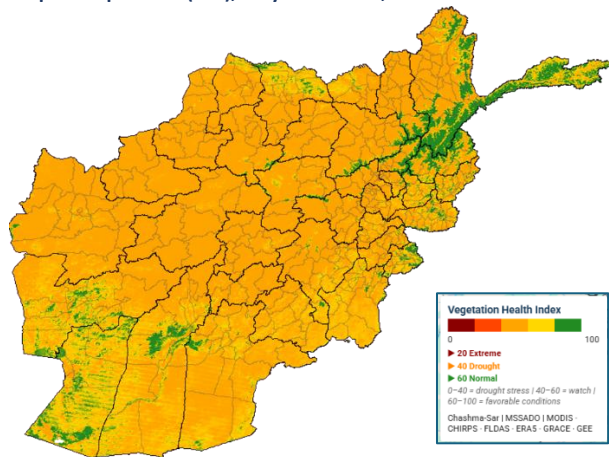 Vegetation Health Index
0 100
▶ 20 Extreme
▶ 40 Drought
▶ 60 Normal
0–40 = drought stress | 40–60 = watch |
60–100 = favorable conditions
Chashma-Sar | MSSADO | MODIS ·
CHIRPS · FLDAS · ERA5 · GRACE · GEE